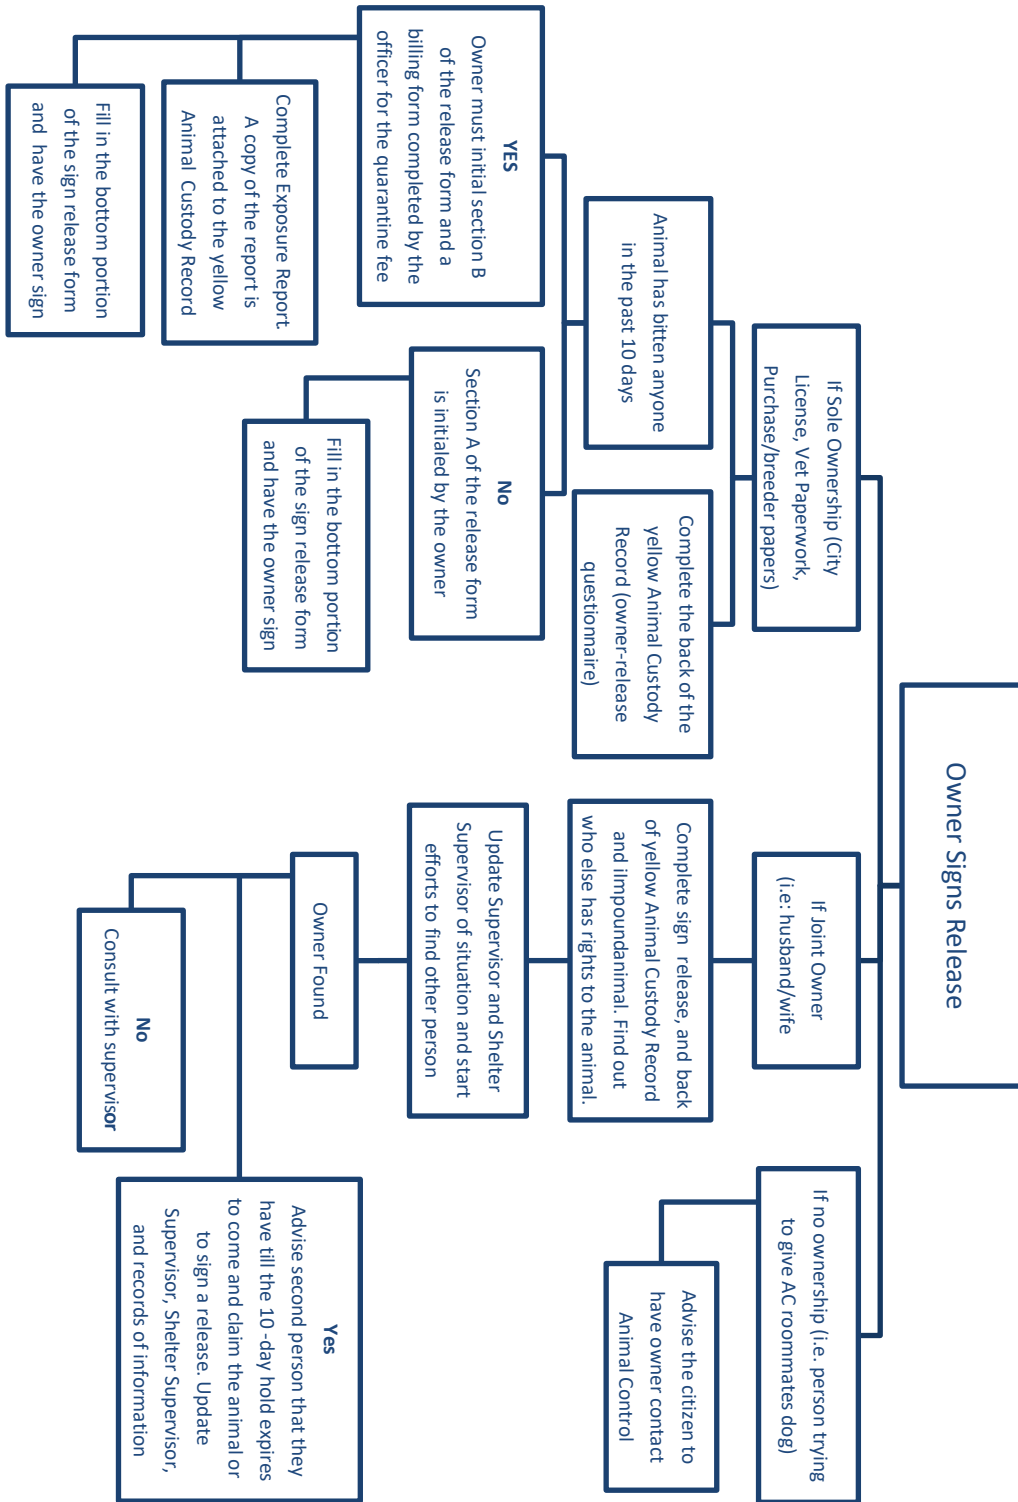 Owner Signs Release
If Sole Ownership (City
License, Vet Paperwork,
Purchase/breeder papers)
Animal has bitten anyone
in the past 10 days
YES
Owner must initial section B
of the release form and a
billing form completed by the
officer for the quarantine fee
Complete Exposure Report.
A copy of the report is
attached to the yellow
Animal Custody Record
Fill in the bottom portion
of the sign release form
and have the owner sign
No
Section A of the release form
is initialed by the owner
Fill in the bottom portion
of the sign release form
and have the owner sign
Complete the back of the
yellow Animal Custody
Record (owner-release
questionnaire)
If Joint Owner
(i.e: husband/wife
Complete sign release, and back
of yellow Animal Custody Record
and iImpoundanimal. Find out
who else has rights to the animal.
Update Supervisor and Shelter
Supervisor of situation and start
efforts to find other person
Owner Found
No
Consult with supervisor
Yes
Advise second person that they
have till the 10 -day hold expires
to come and claim the animal or
to sign a release. Update
Supervisor, Shelter Supervisor,
and records of information
If no ownership (i.e. person trying
to give AC roommates dog)
Advise the citizen to
have owner contact
Animal Control